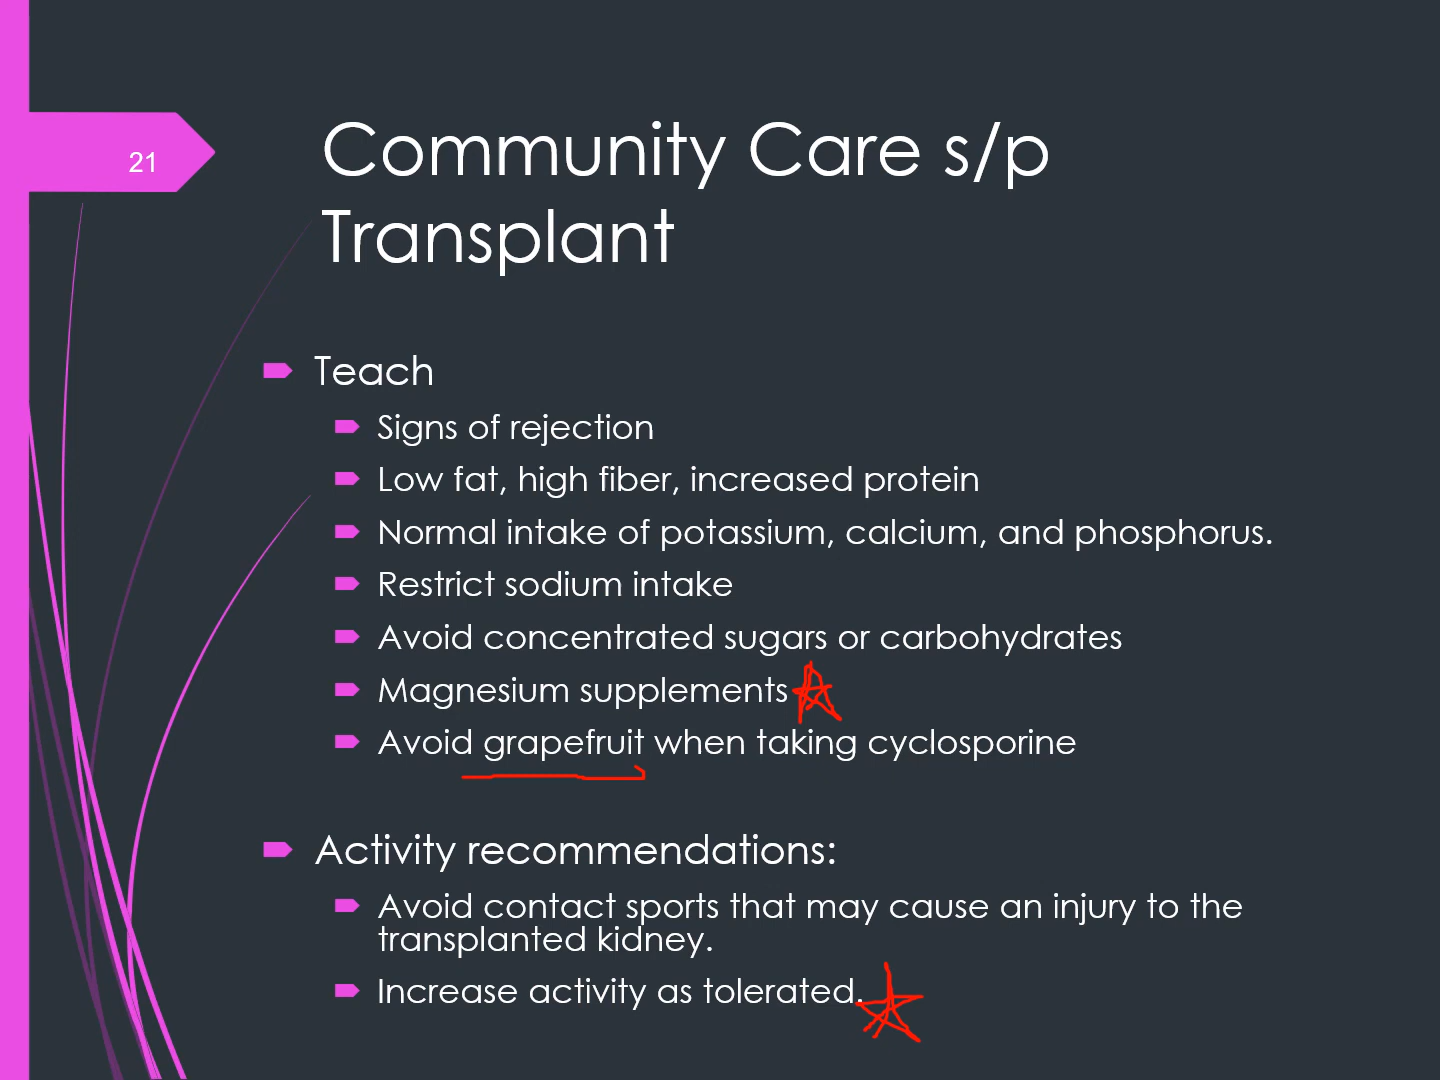 21
Community Care s/p
Transplant
Teach
Signs of rejection
Low fat, high fiber, increased protein
Normal intake of potassium, calcium, and phosphorus.
Restrict sodium intake
Avoid concentrated sugars or carbohydrates
Magnesium supplements
Avoid grapefruit when taking cyclosporine
Activity recommendations:
Avoid contact sports that may cause an injury to the
transplanted kidney.
Increase activity as tolerated.